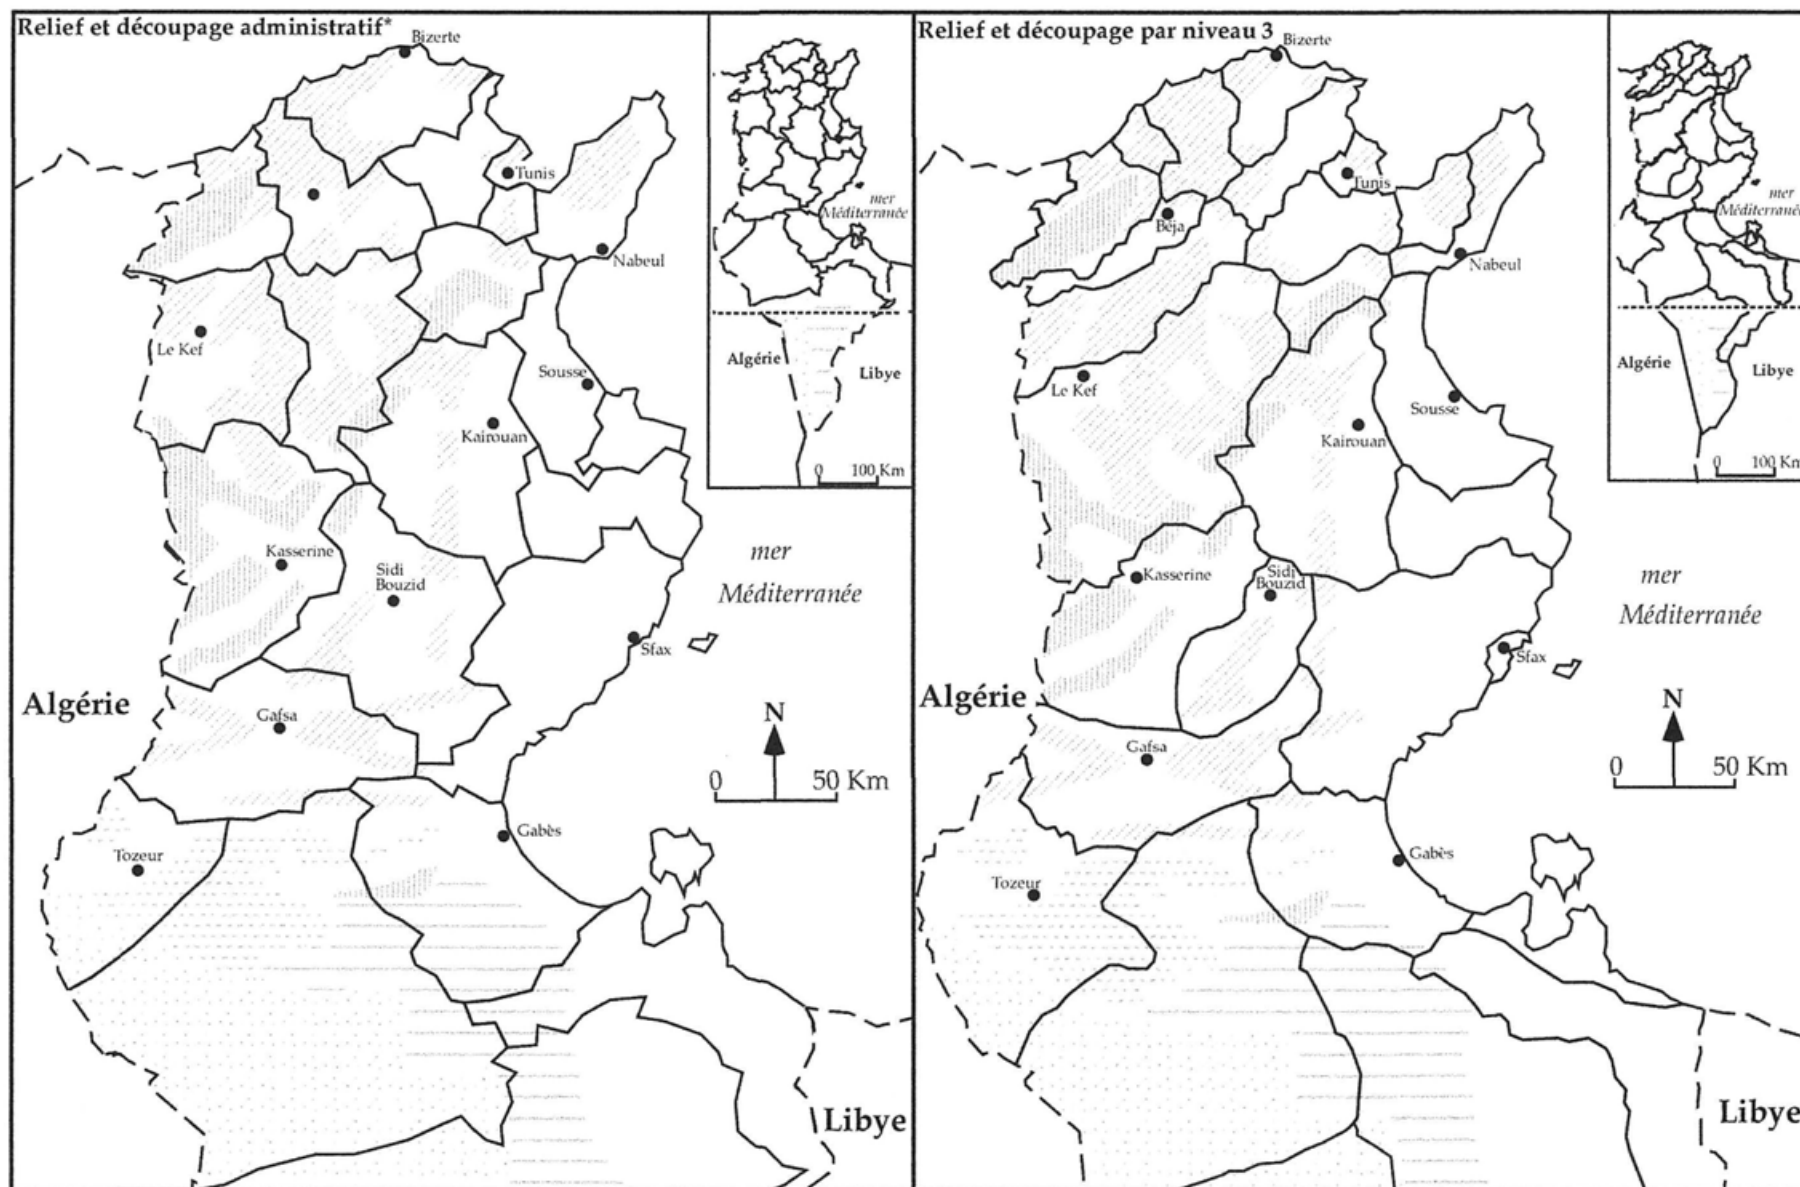 Relief et découpage administratif*
Bizerte
Tunis
Nabeul
Le Kef
Sousse
Kairouan
Kasserine
Sidi
Bouzid
Sfax
Gafsa
Gabès
Tozeur
Algérie
Libye
mer
Méditerranée
N
0 50 Km
mer
Méditerranée
Algérie
Libye
0 100 Km
Relief et découpage par niveau 3
Bizerte
Tunis
Béja
Nabeul
Le Kef
Sousse
Kairouan
Kasserine
Sidi
Bouzid
Sfax
Gafsa
Gabès
Tozeur
Algérie
Libye
mer
Méditerranée
N
0 50 Km
mer
Méditerranée
Algérie
Libye
0 100 Km